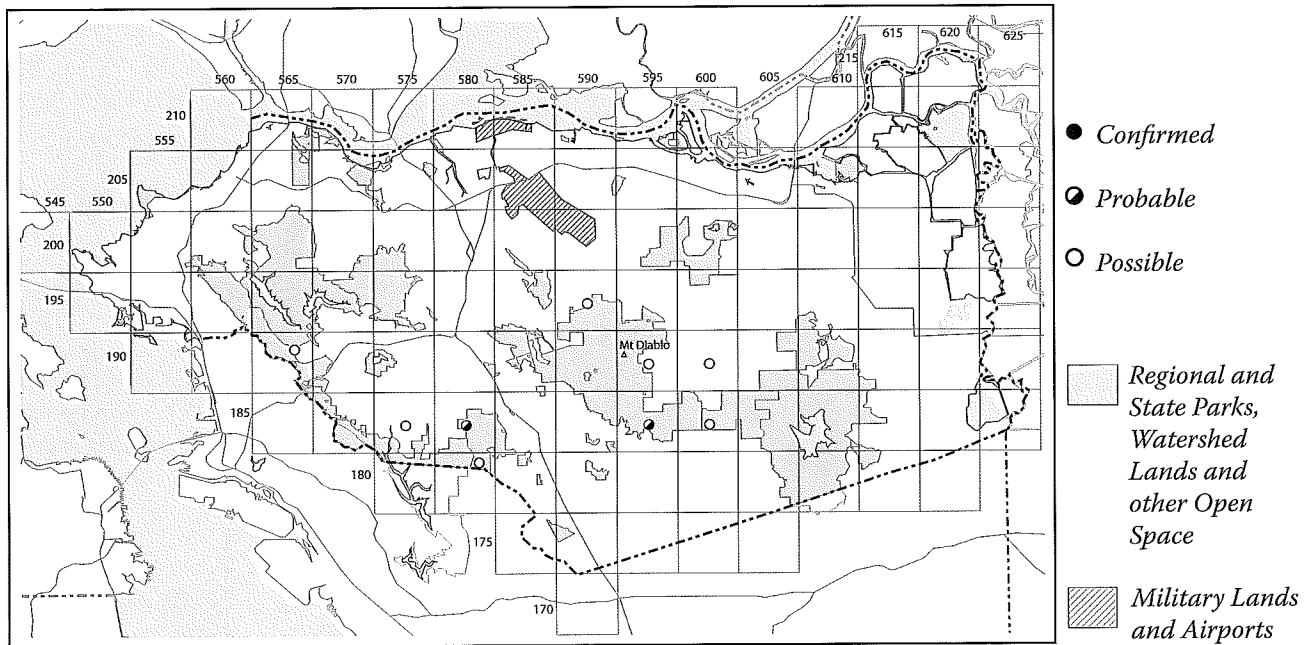 615 620 625
215
560 565 570 575 580 585 590 595 600 605 610
210
555
205
545 550
200
195
190
Mt Diablo
185
180
175
170
Confirmed
Probable
Possible
Regional and
State Parks,
Watershed
Lands and
other Open
Space
Military Lands
and Airports